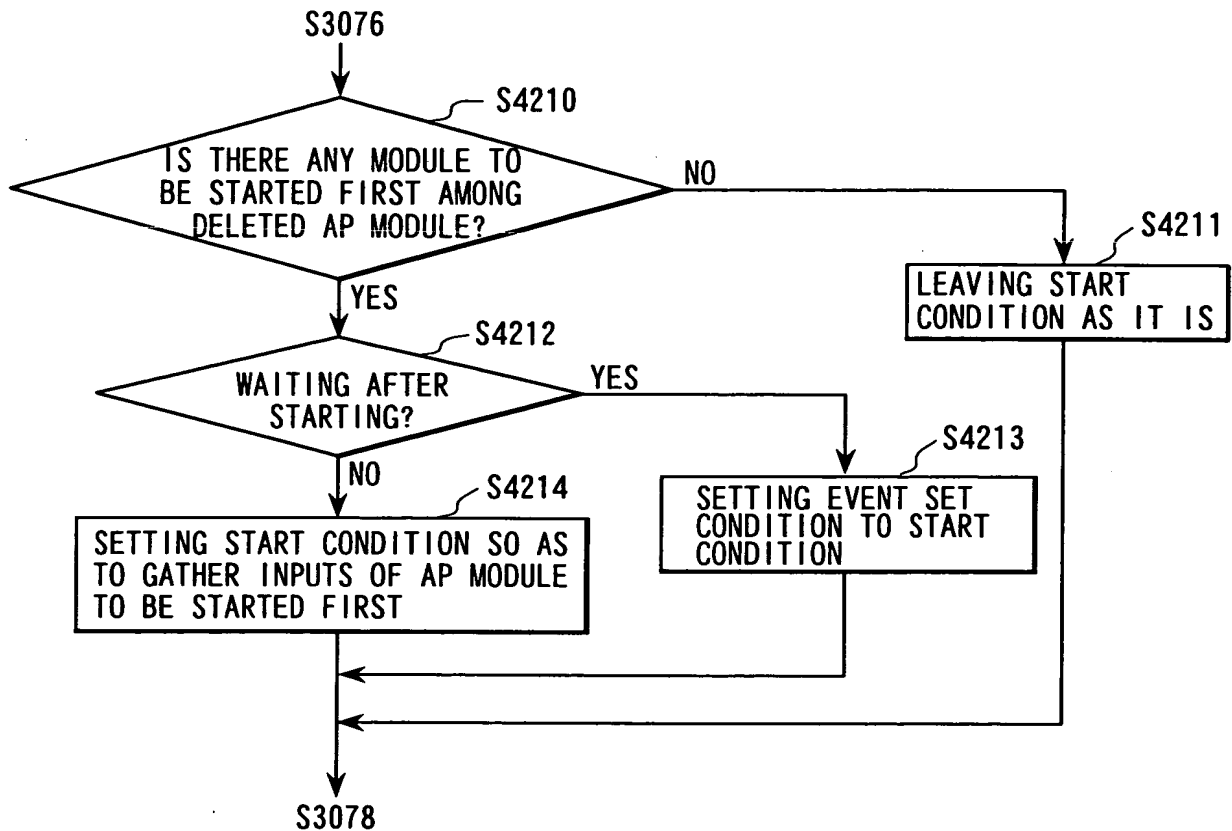 S3076
S4210
IS THERE ANY MODULE TO
BE STARTED FIRST AMONG
DELETED AP MODULE?
NO
YES
S4211
LEAVING START
CONDITION AS IT IS
S4212
WAITING AFTER
STARTING?
YES
NO
S4213
SETTING EVENT SET
CONDITION TO START
CONDITION
S4214
SETTING START CONDITION SO AS
TO GATHER INPUTS OF AP MODULE
TO BE STARTED FIRST
S3078